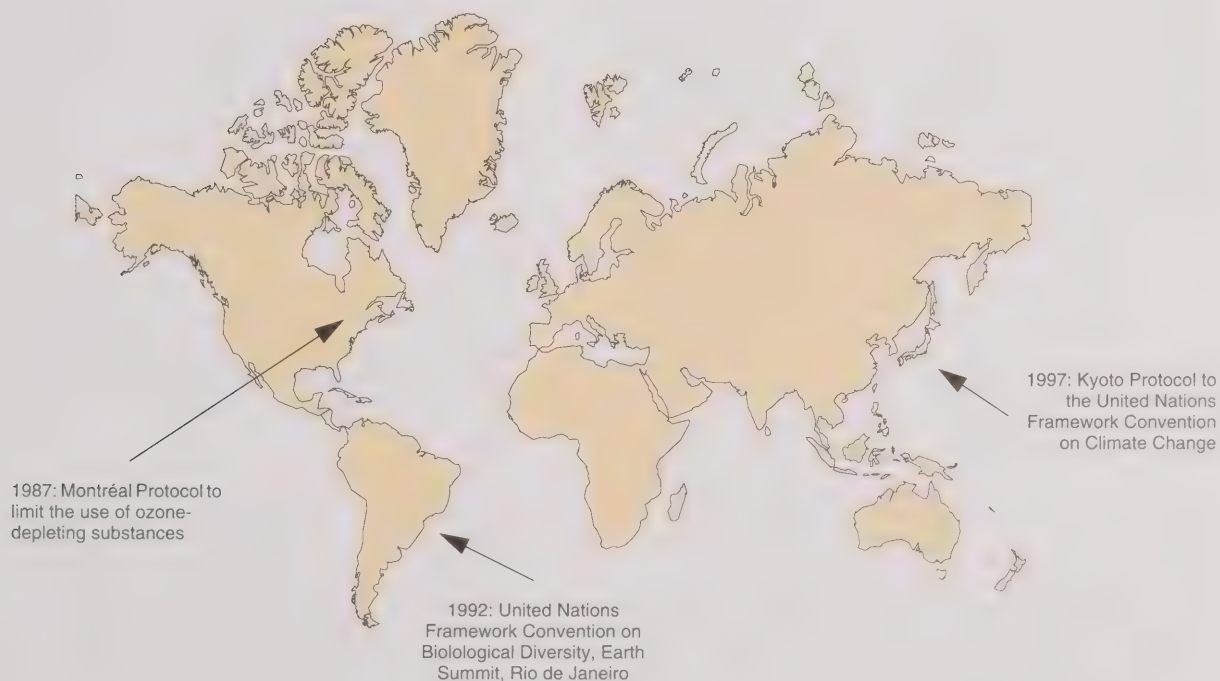 1987: Montréal Protocol to
limit the use of ozone-
depleting substances
1992: United Nations
Framework Convention on
Biolological Diversity, Earth
Summit, Rio de Janeiro
1997: Kyoto Protocol to
the United Nations
Framework Convention
on Climate Change